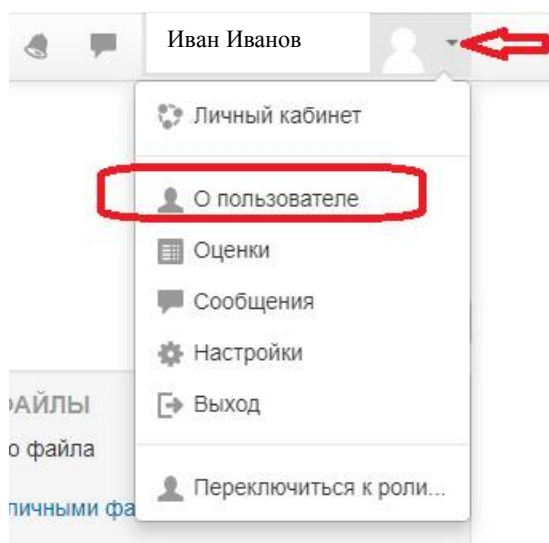 Иван Иванов
Личный кабинет
О пользователе
Оценки
Сообщения
Настройки
Выход
Переключиться к роли...
АЙЛЫ
о файла
личными фа